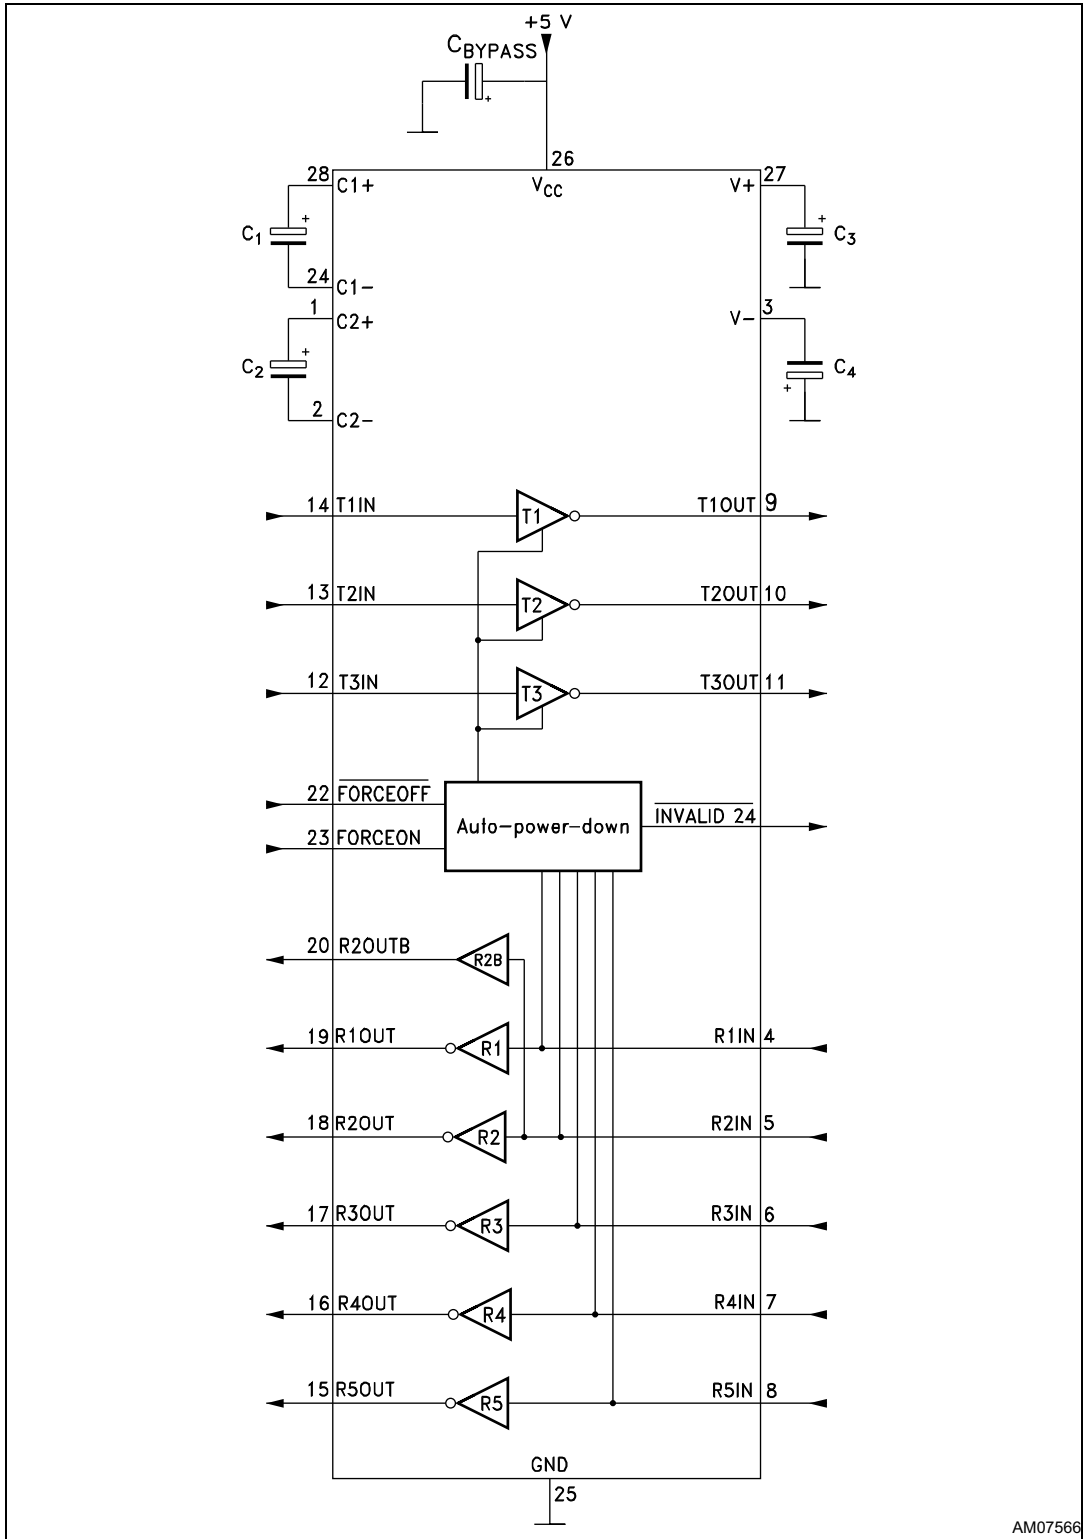 +5 V
CBYPASS
+
26
28 C1+ VCC V+ 27
+ +
C1 C3
24 C1-
1 C2+ V- 3
+
C2 C4
+
2 C2-
14 T1IN T1 T1OUT 9
13 T2IN T2 T2OUT 10
12 T3IN T3 T3OUT 11
22 FORCEOFF
INVALID 24
Auto-power-down
23 FORCEON
20 R2OUTB R2B
19 R1OUT R1 R1IN 4
18 R2OUT R2 R2IN 5
17 R3OUT R3 R3IN 6
16 R4OUT R4 R4IN 7
15 R5OUT R5 R5IN 8
GND
25
AM07566